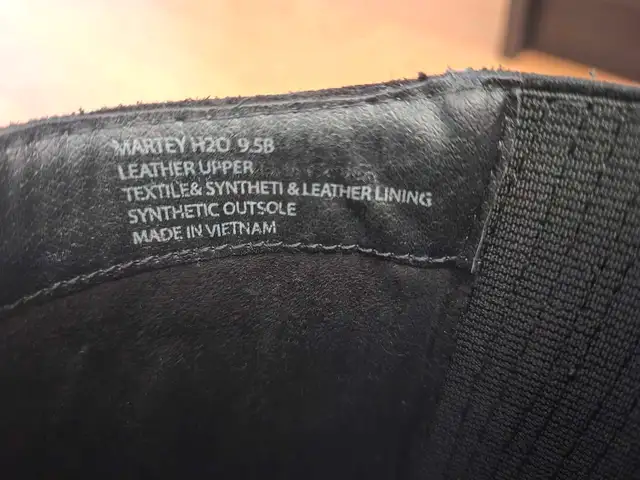 MARTEY H2O 9.5B
LEATHER UPPER
TEXTILE& SYNTHETI & LEATHER LINING
SYNTHETIC OUTSOLE
MADE IN VIETNAM